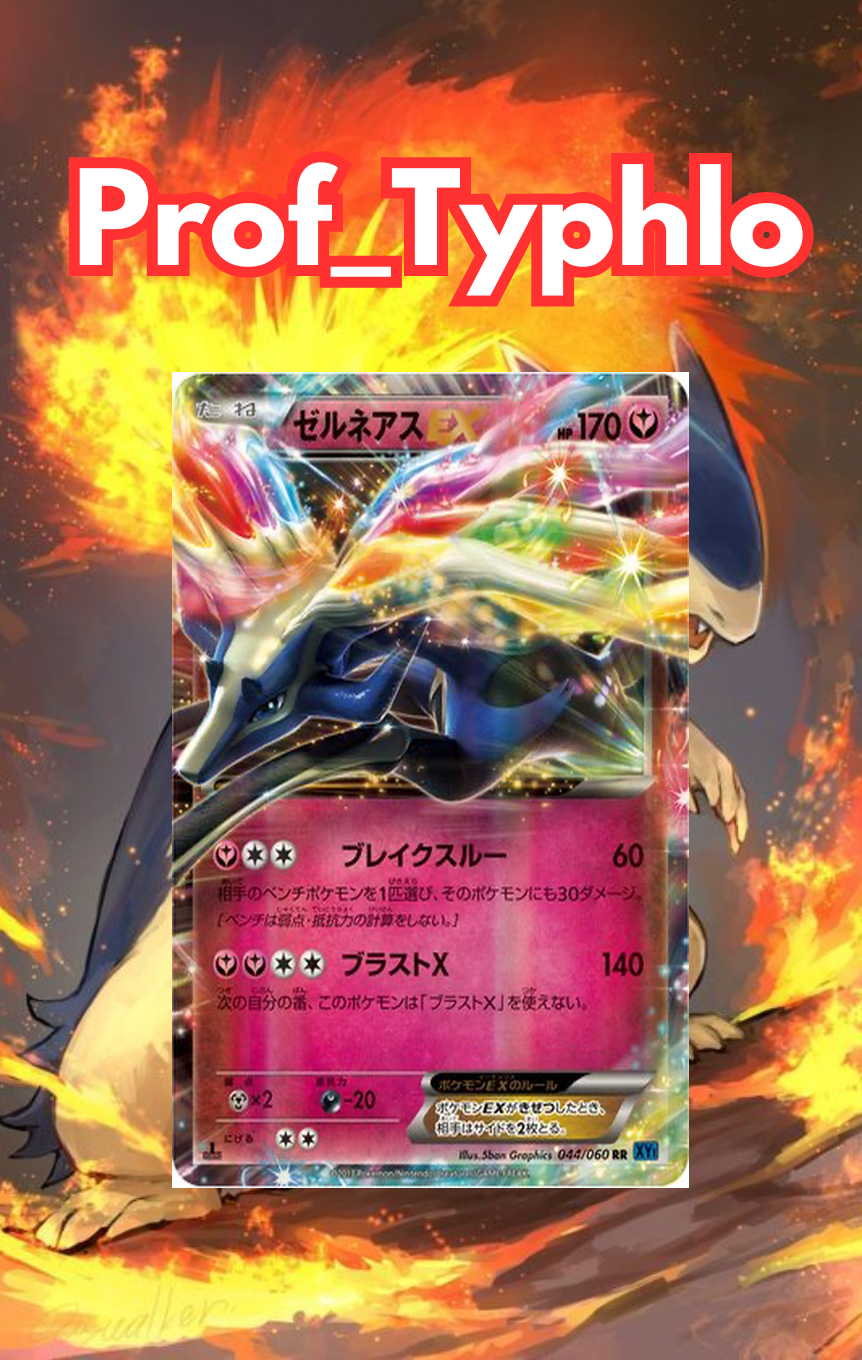 Prof_Typhlo
たね ゼルネアスEX HP170
ブレイクスルー 60
相手のベンチポケモンを1匹選び、そのポケモンにも30ダメージ。
[ベンチは弱点・抵抗力の計算をしない。]
ブラストX 140
次の自分の番、このポケモンは「ブラストX」を使えない。
弱点 抵抗力
×2 -20
ポケモンEXのルール
ポケモンEXがきぜつしたとき、
相手はサイドを2枚とる。
にげる
Illus.5ban Graphics 044/060 RR XY1
©2013 Pokémon/Nintendo/Creatures/GAME FREAK.